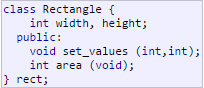 class Rectangle {
    int width, height;
  public:
    void set_values (int,int);
    int area (void);
} rect;